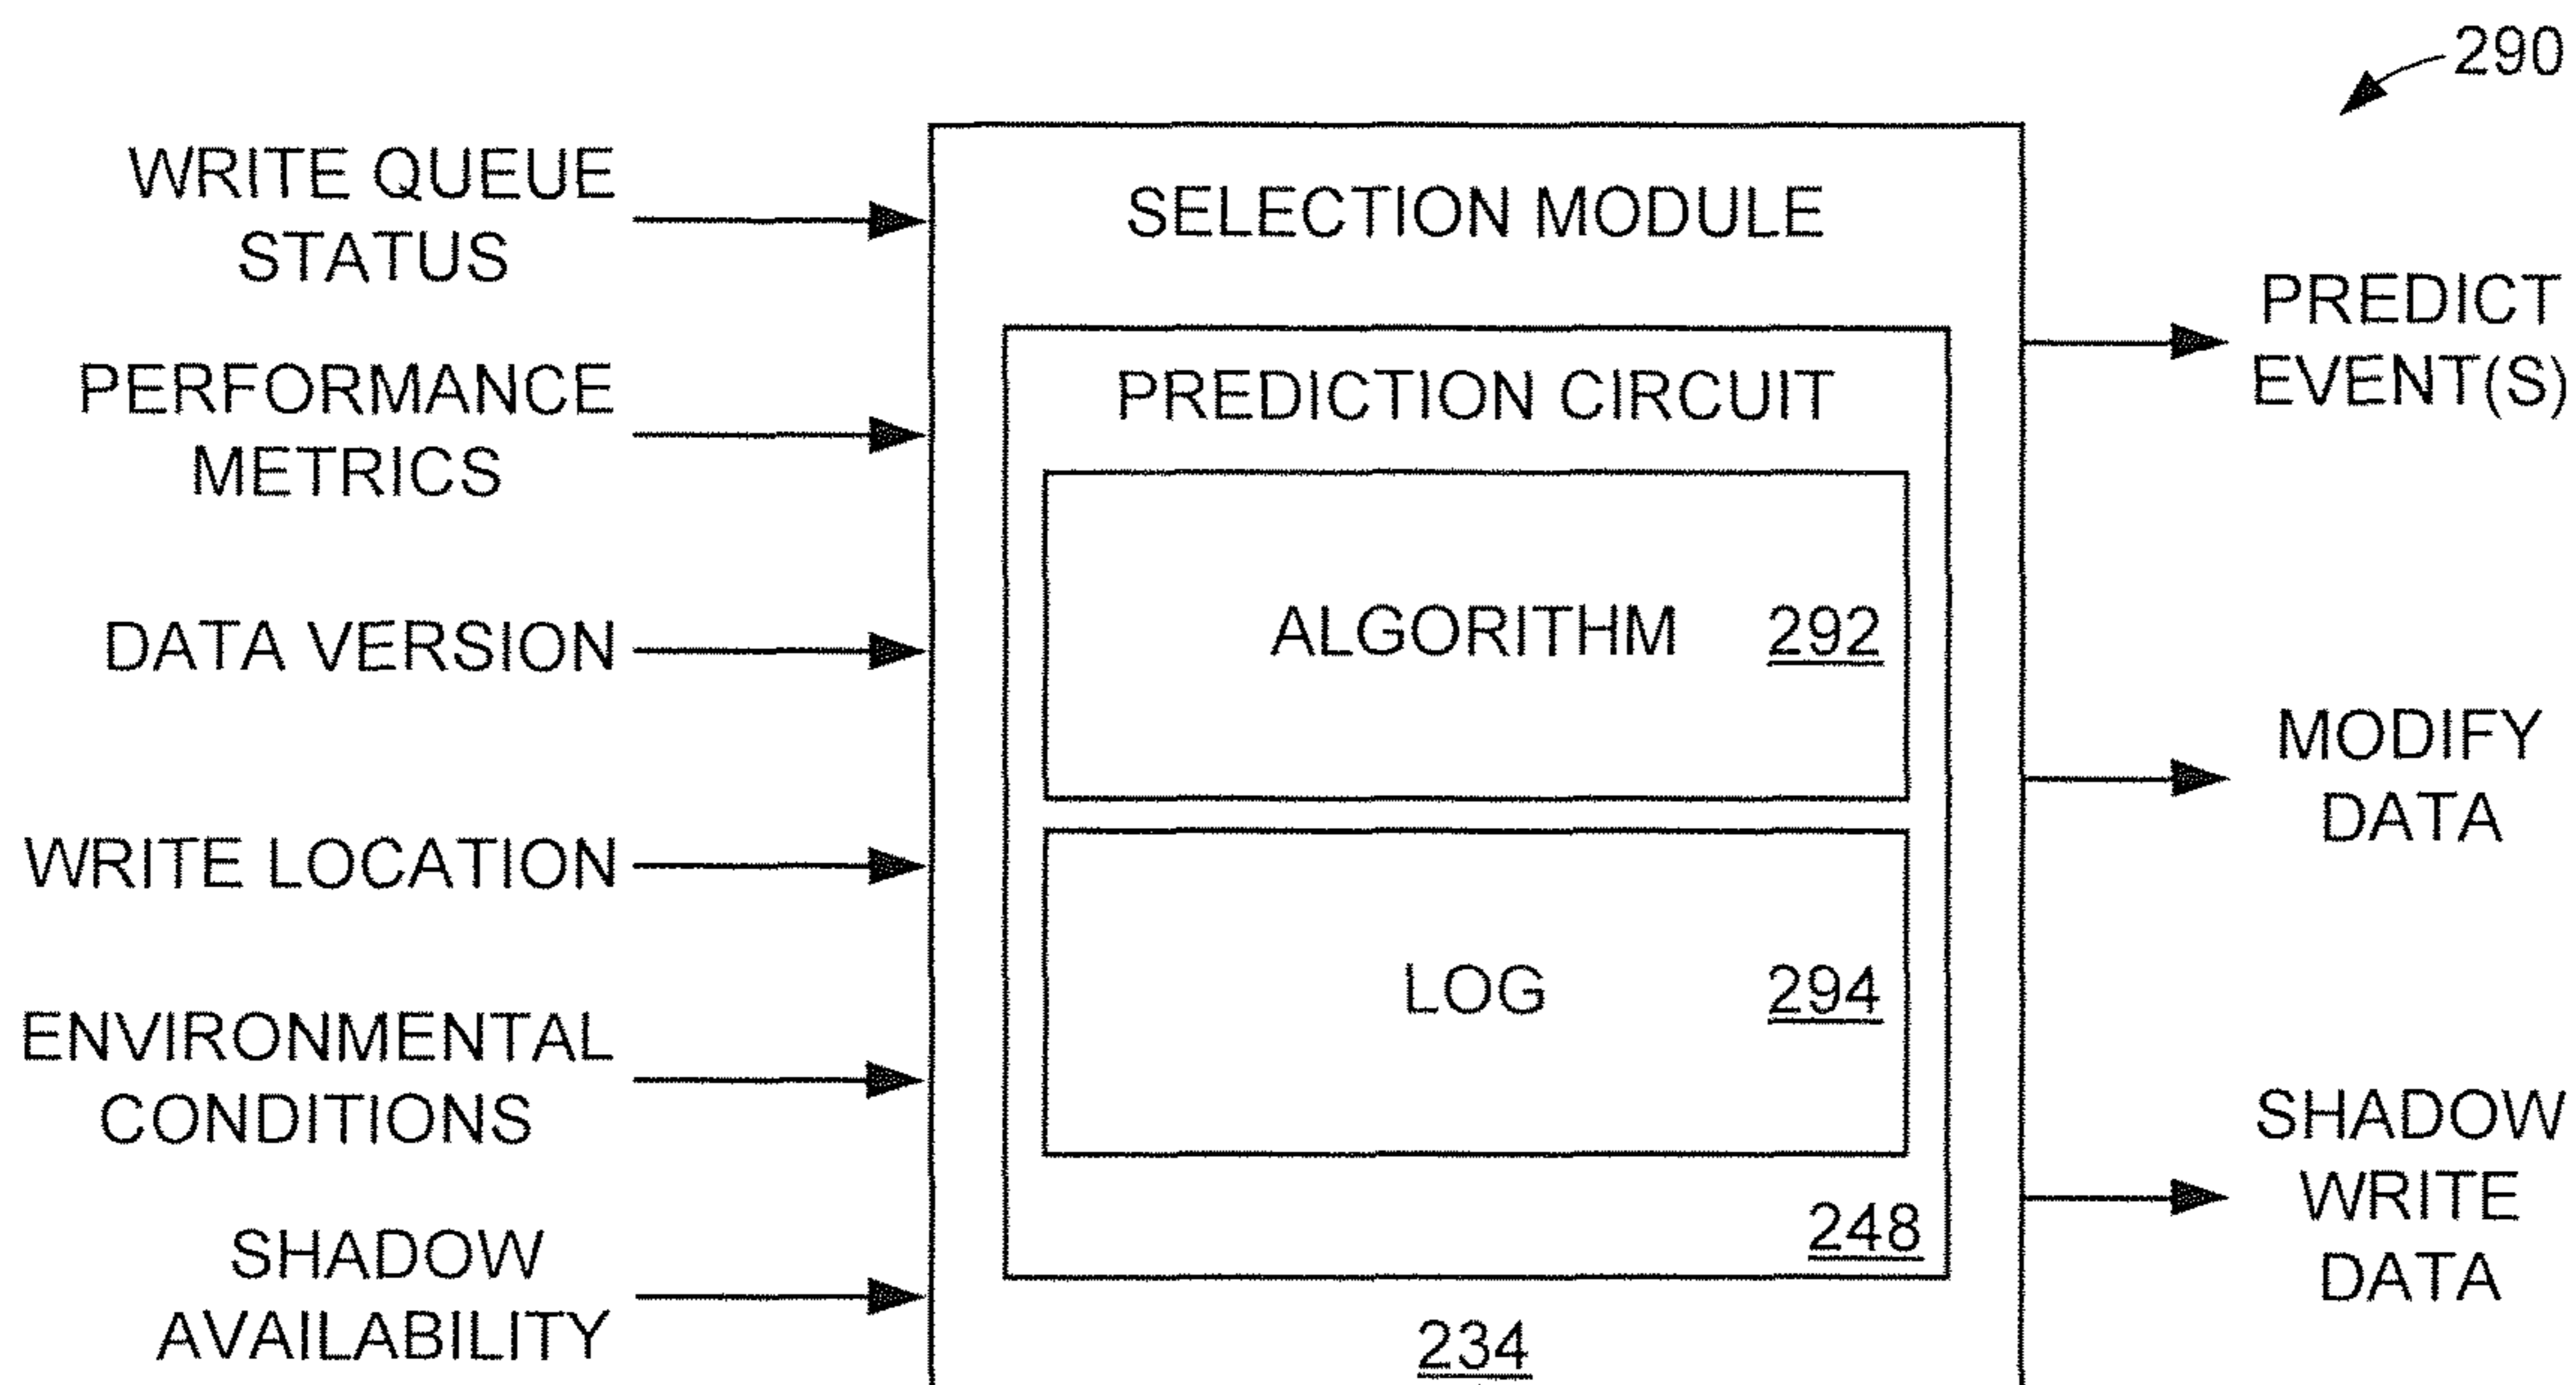 290
WRITE QUEUE
STATUS
PERFORMANCE
METRICS
DATA VERSION
WRITE LOCATION
ENVIRONMENTAL
CONDITIONS
SHADOW
AVAILABILITY
SELECTION MODULE
PREDICTION CIRCUIT
ALGORITHM 292
LOG 294
248
234
PREDICT
EVENT(S)
MODIFY
DATA
SHADOW
WRITE
DATA